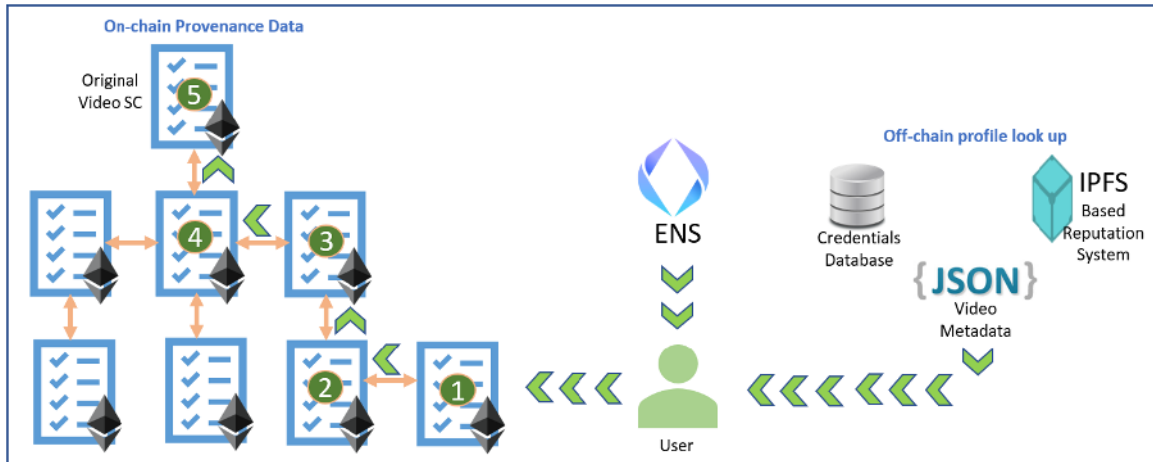 On-chain Provenance Data
Original
Video SC
5
4
3
2
1
ENS
User
Off-chain profile look up
Credentials
Database
IPFS
Based
Reputation
System
{JSON}
Video
Metadata